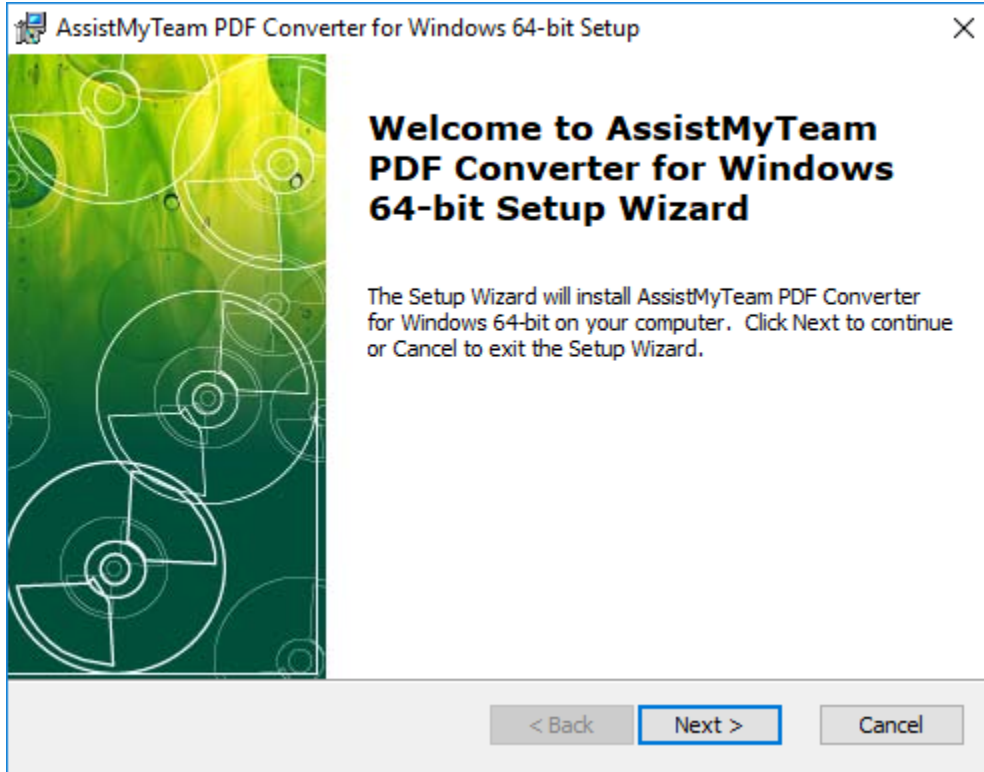 AssistMyTeam PDF Converter for Windows 64-bit Setup
Welcome to AssistMyTeam
PDF Converter for Windows
64-bit Setup Wizard
The Setup Wizard will install AssistMyTeam PDF Converter
for Windows 64-bit on your computer.  Click Next to continue
or Cancel to exit the Setup Wizard.
< Back
Next >
Cancel